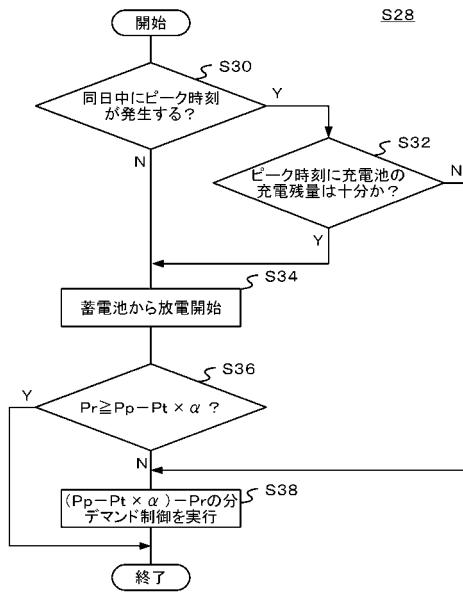 S28
開始
S30
同日中にピーク時刻
が発生する？
Y
N
S32
ピーク時刻に充電池の
充電残量は十分か？
N
Y
S34
蓄電池から放電開始
S36
Pr≧Pp－Pt×α？
Y
N
S38
(Pp－Pt×α)－Prの分
デマンド制御を実行
終了